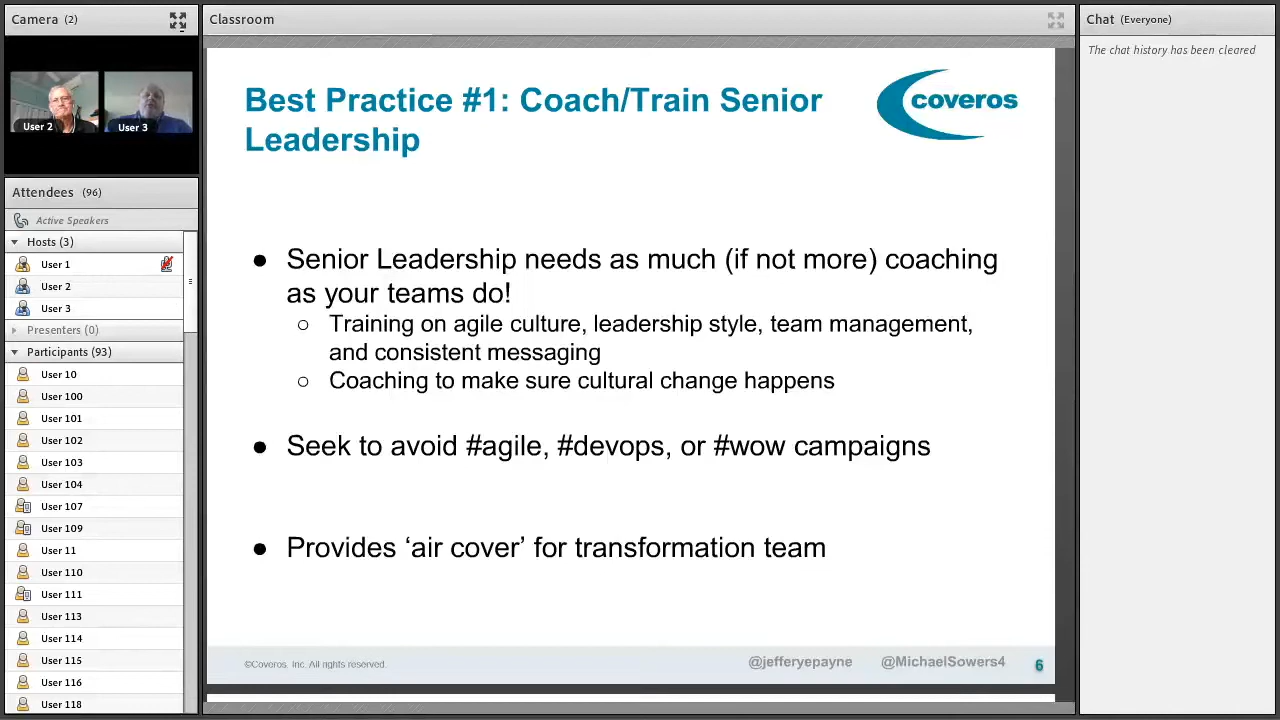 Camera (2)
User 2
User 3
Attendees (96)
Active Speakers
Hosts (3)
User 1
User 2
User 3
Presenters (0)
Participants (93)
User 10
User 100
User 101
User 102
User 103
User 104
User 107
User 109
User 11
User 110
User 111
User 113
User 114
User 115
User 116
User 118
Classroom
Best Practice #1: Coach/Train Senior
Leadership
coveros
● Senior Leadership needs as much (if not more) coaching
as your teams do!
○ Training on agile culture, leadership style, team management,
and consistent messaging
○ Coaching to make sure cultural change happens
● Seek to avoid #agile, #devops, or #wow campaigns
● Provides ‘air cover’ for transformation team
©Coveros, Inc. All rights reserved.
@jefferyepayne @MichaelSowers4 6
Chat (Everyone)
The chat history has been cleared